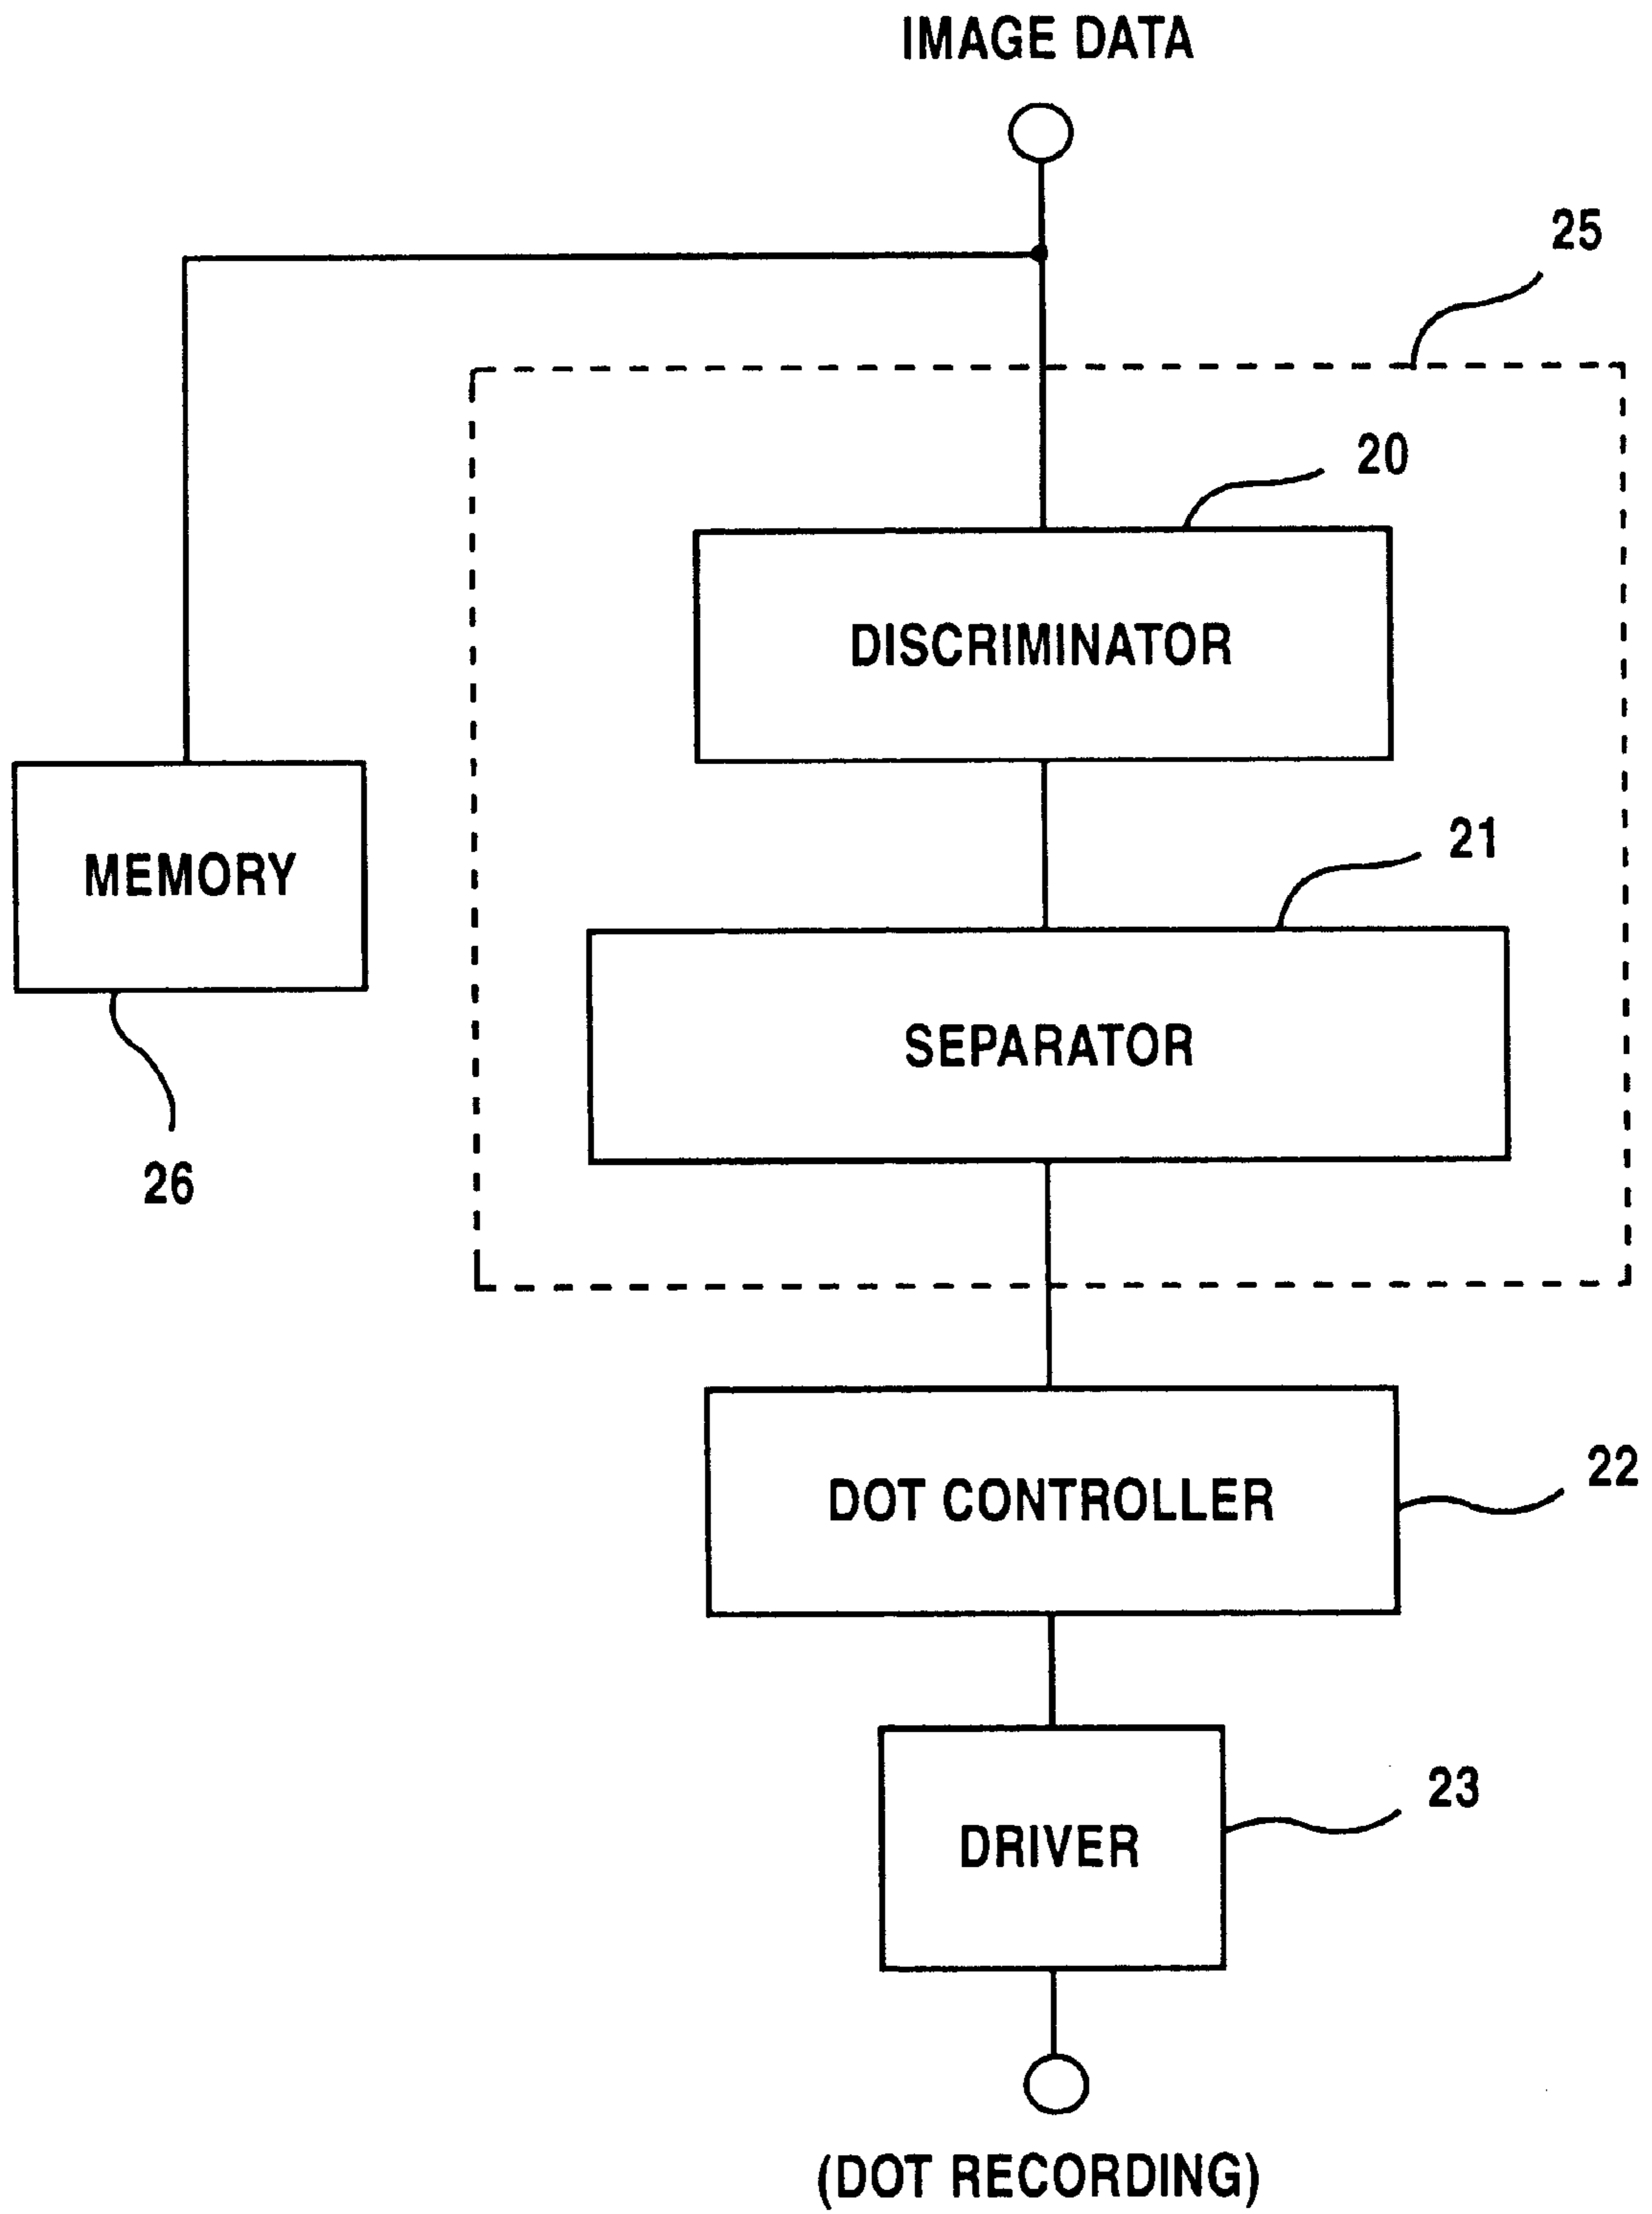 IMAGE DATA
25
20
DISCRIMINATOR
21
MEMORY
SEPARATOR
26
22
DOT CONTROLLER
23
DRIVER
(DOT RECORDING)